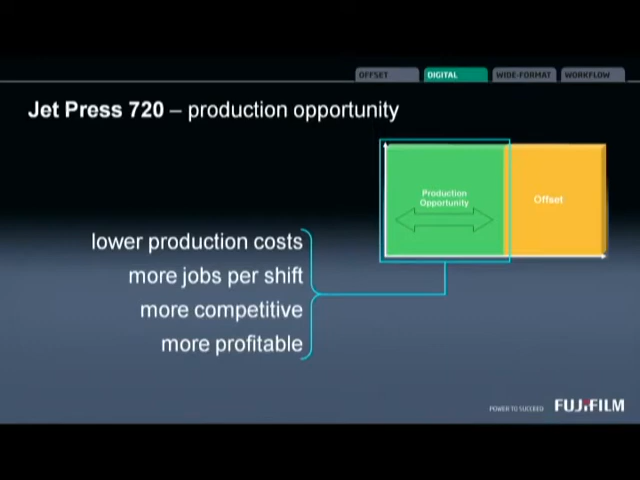 OFFSET
DIGITAL
WIDE-FORMAT
WORKFLOW
Jet Press 720 – production opportunity
Production
Opportunity
Offset
lower production costs
more jobs per shift
more competitive
more profitable
POWER TO SUCCEED
FUJIFILM